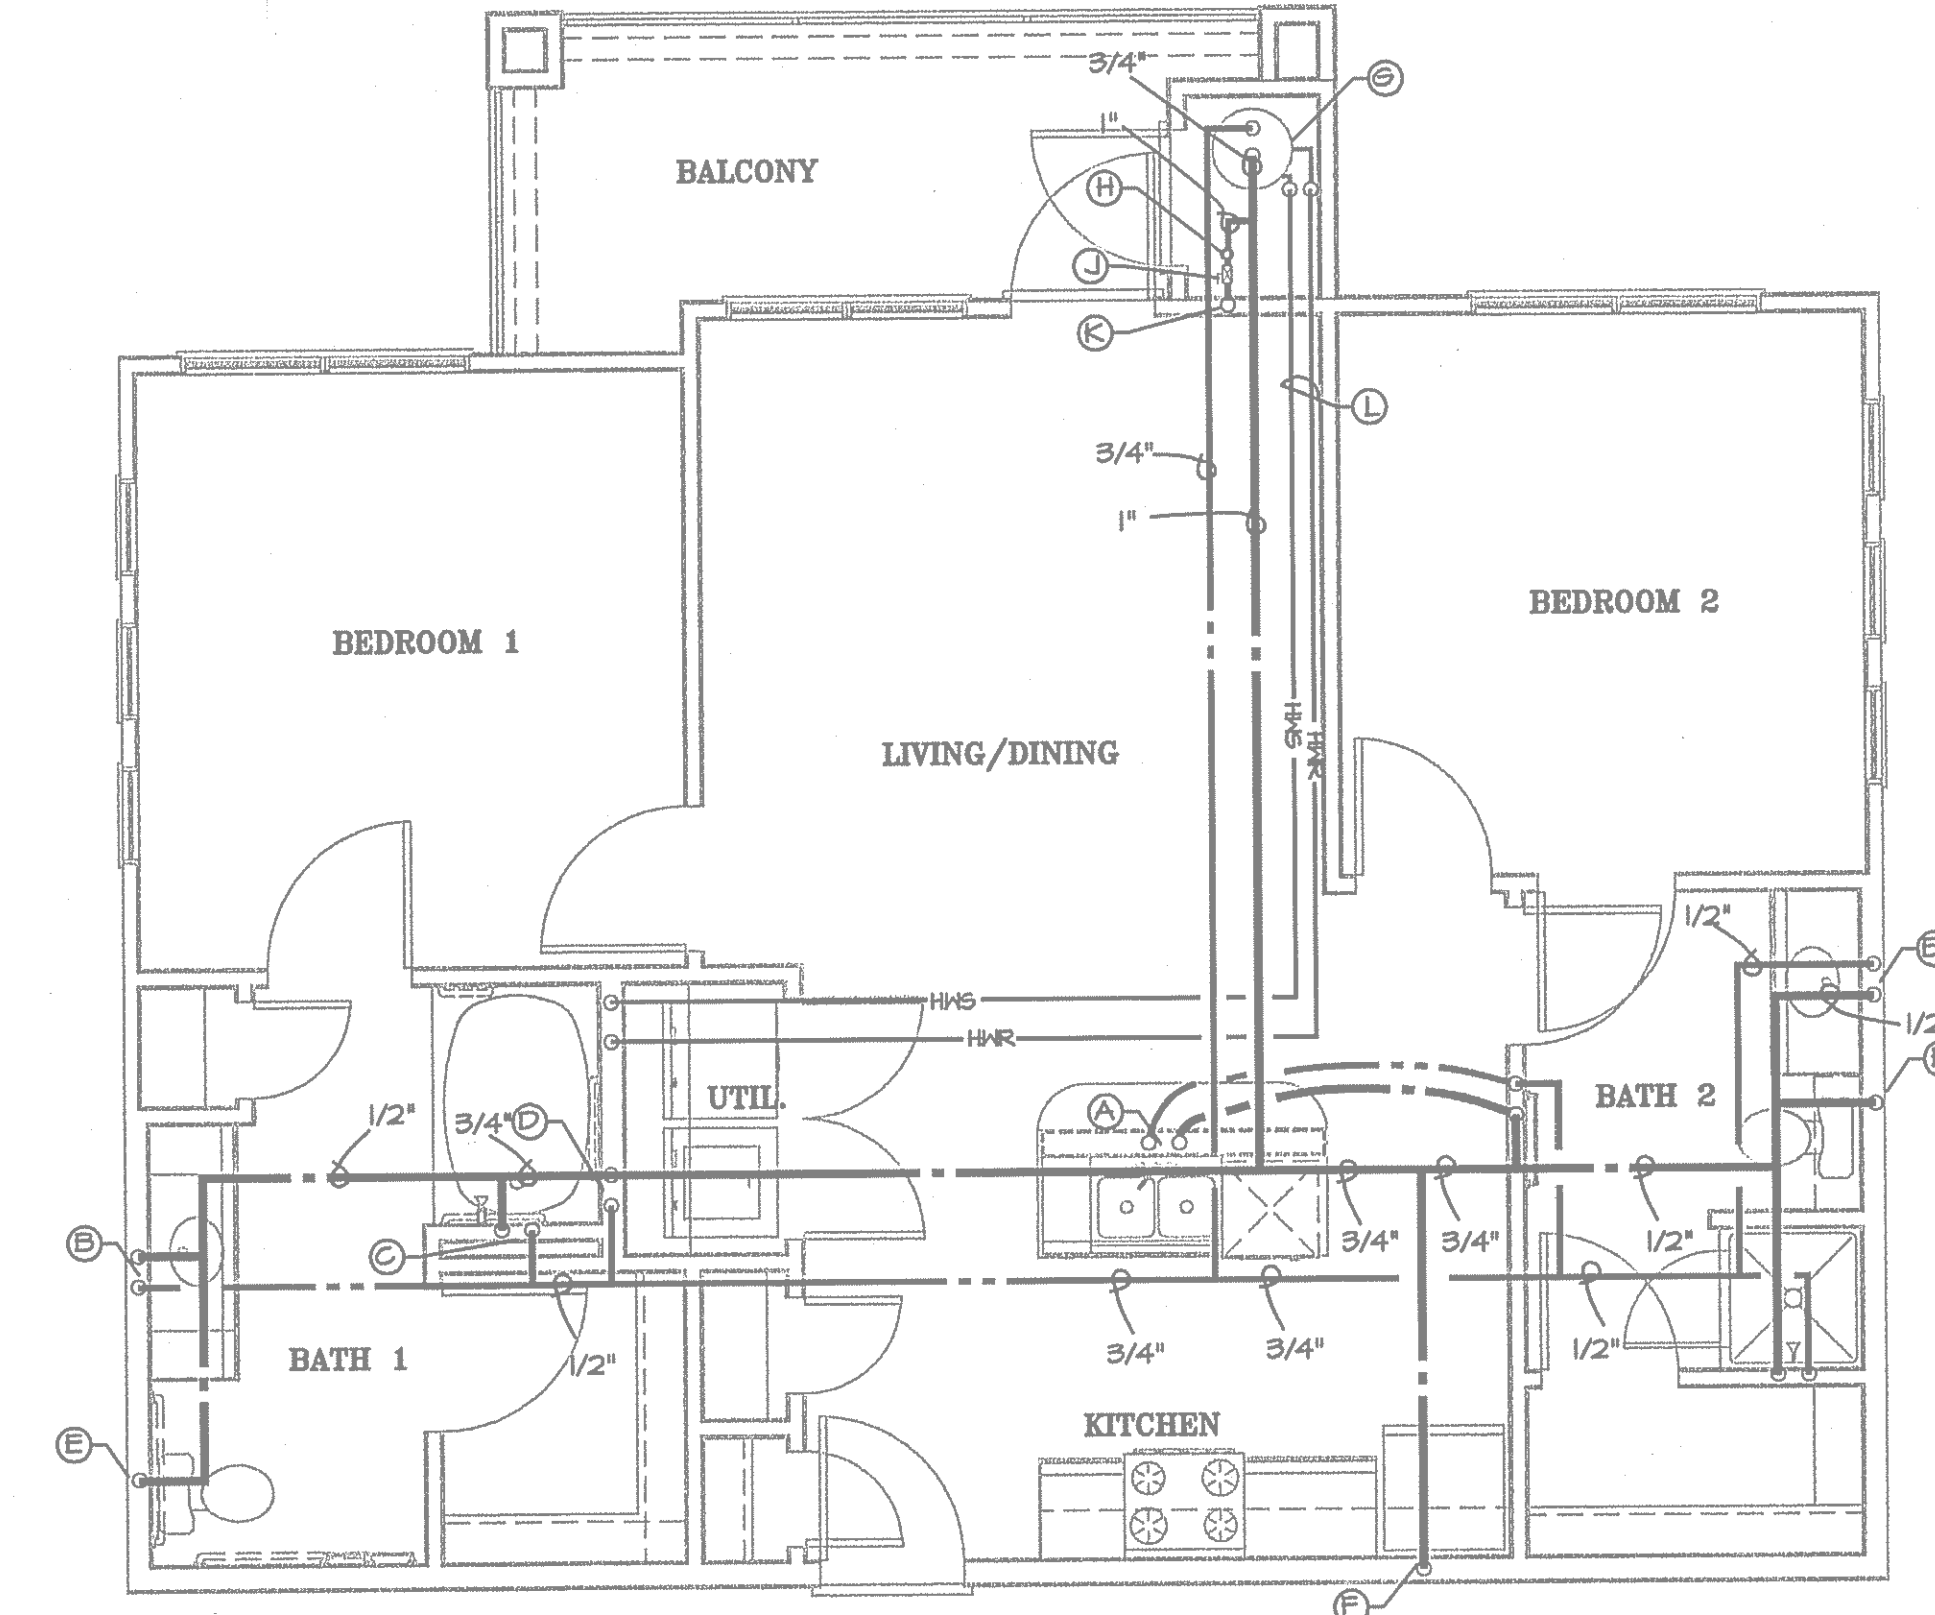 3/4"
G
1"
BALCONY
H
J
K
L
3/4"
1"
BEDROOM 2
BEDROOM 1
HWS
HWR
LIVING/DINING
1/2"
B
HWS
1/2
HWR
BATH 2
UTIL.
A
1/2"
3/4"
D
B
C
3/4"
3/4"
1/2"
3/4"
3/4"
1/2"
BATH 1
1/2"
KITCHEN
E
F